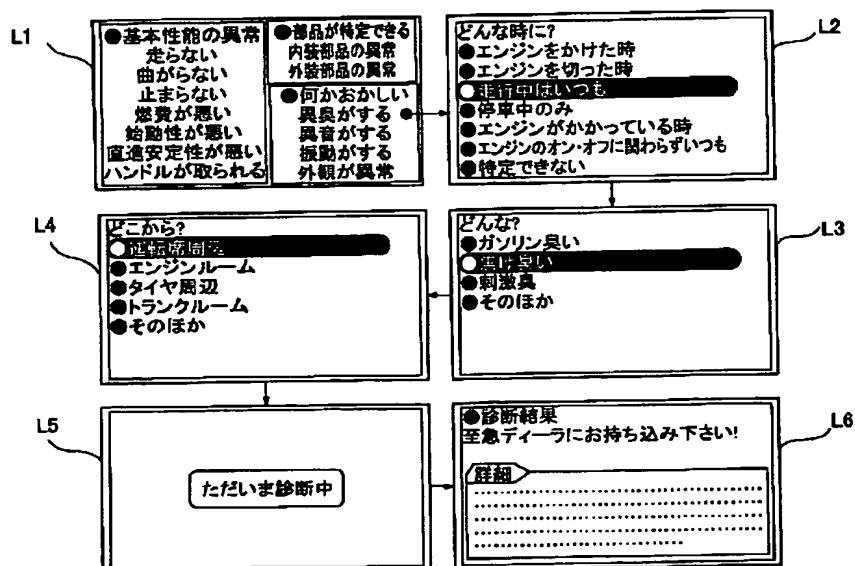 L1
●基本性能の異常
走らない
曲がらない
止まらない
燃費が悪い
始動性が悪い
直進安定性が悪い
ハンドルが取られる
●部品が特定できる
内装部品の異常
外装部品の異常
●何かおかしい
異臭がする
異音がする
振動がする
外観が異常
L2
どんな時に?
●エンジンをかけた時
●エンジンを切った時
走行中はいつも
●停車中のみ
●エンジンがかかっている時
●エンジンのオン・オフに関わらずいつも
●特定できない
L4
どこから?
運転席周辺
●エンジンルーム
●タイヤ周辺
●トランクルーム
●そのほか
L3
どんな?
●ガソリン臭い
焦げ臭い
●刺激臭
●そのほか
L5
ただいま診断中
L6
●診断結果
至急ディーラにお持ち込み下さい!
詳細